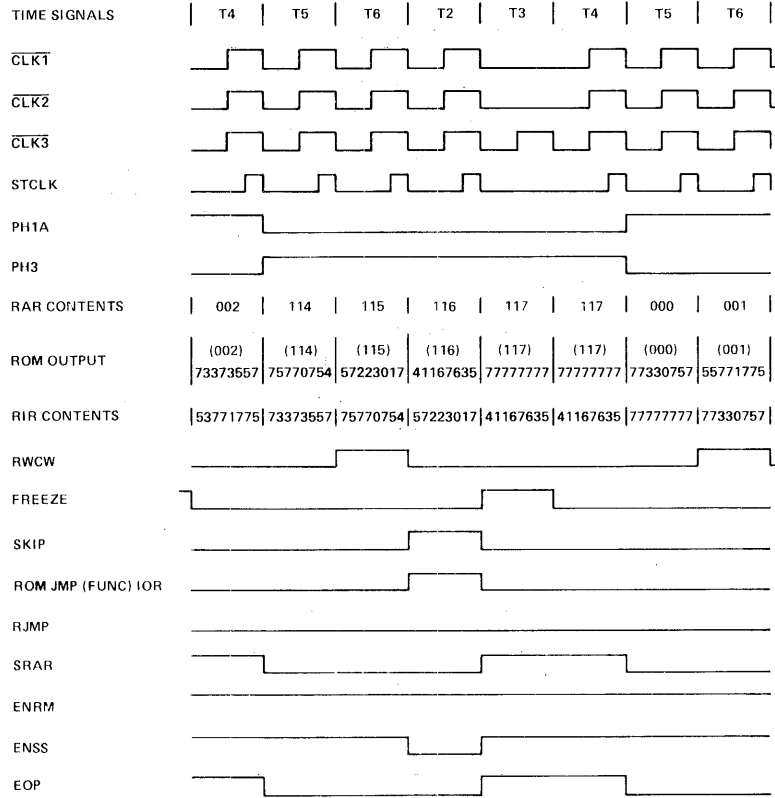 TIME SIGNALS | T4 | T5 | T6 | T2 | T3 | T4 | T5 | T6 |
CLK1
CLK2
CLK3
STCLK
PH1A
PH3
RAR CONTENTS | 002 | 114 | 115 | 116 | 117 | 117 | 000 | 001 |
(002) (114) (115) (116) (117) (117) (000) (001)
ROM OUTPUT
73373557 | 75770754 | 57223017 | 41167635 | 77777777 | 77777777 | 77330757 | 55771775
RIR CONTENTS | 53771775 | 73373557 | 75770754 | 57223017 | 41167635 | 41167635 | 77777777 | 77330757 |
RWCW
FREEZE
SKIP
ROM JMP (FUNC) IOR
RJMP
SRAR
ENRM
ENSS
EOP